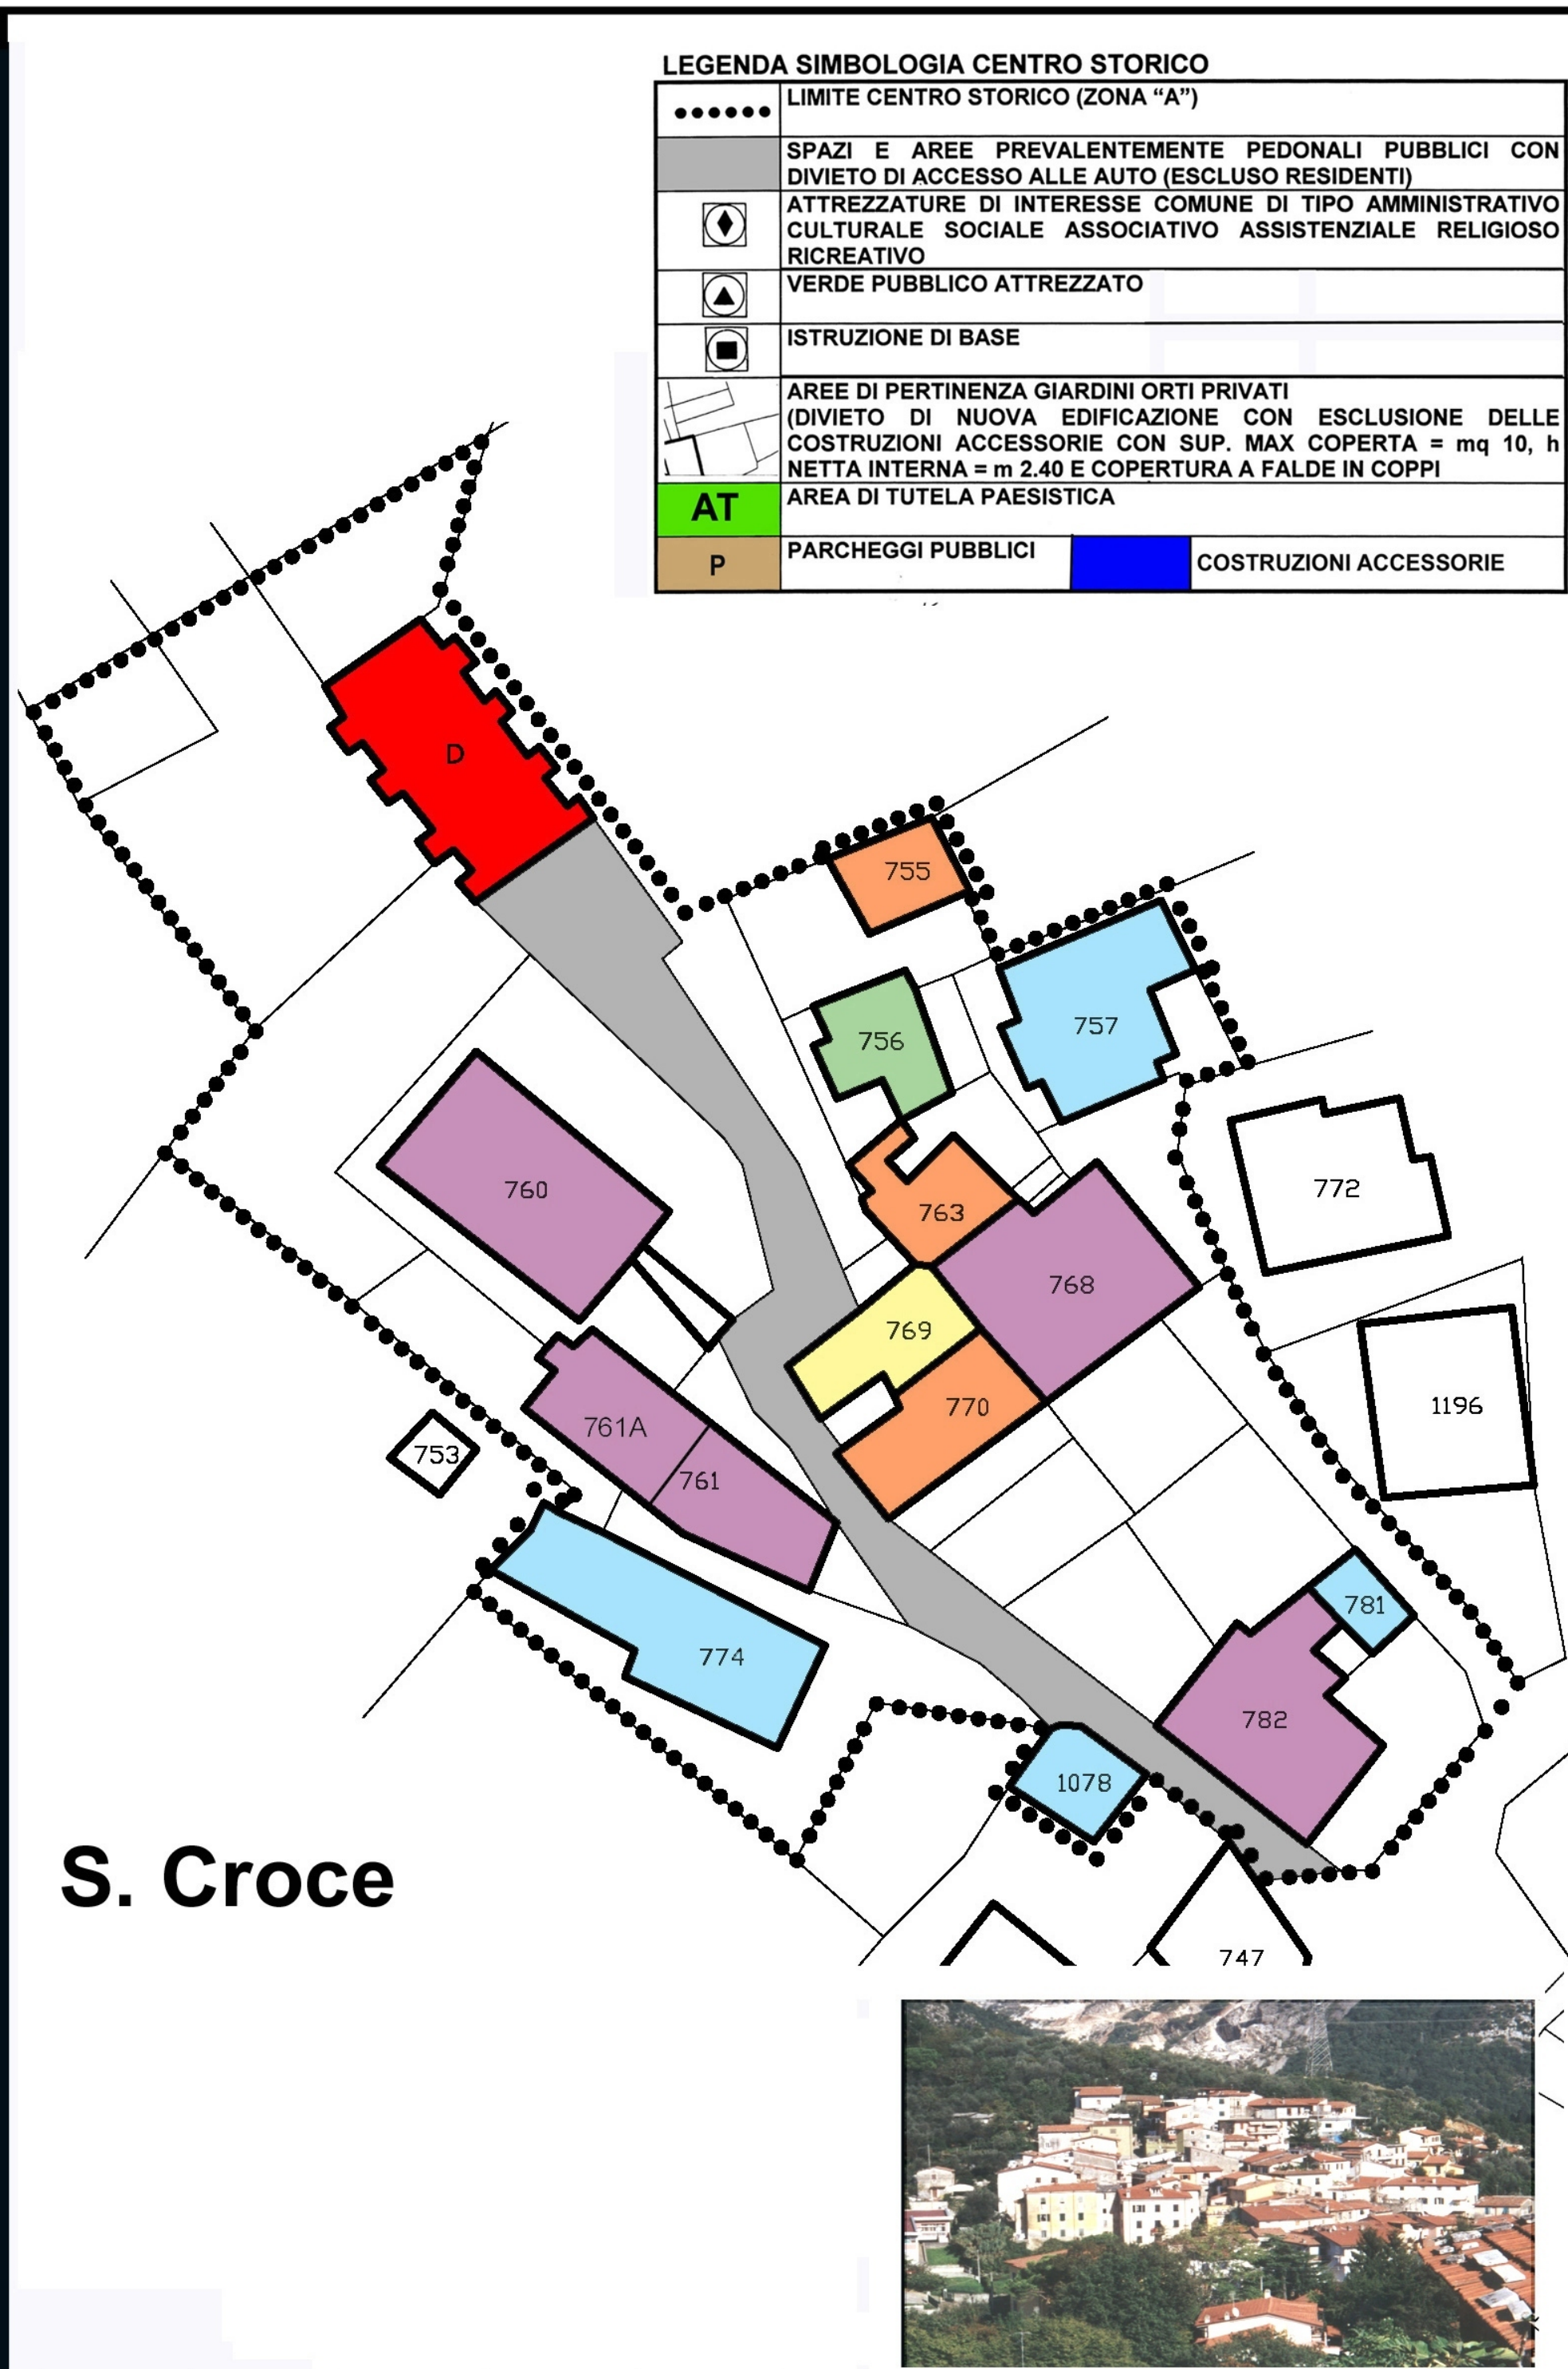 LEGENDA SIMBOLOGIA CENTRO STORICO
LIMITE CENTRO STORICO (ZONA “A”)
SPAZI E AREE PREVALENTEMENTE PEDONALI PUBBLICI CON
DIVIETO DI ACCESSO ALLE AUTO (ESCLUSO RESIDENTI)
ATTREZZATURE DI INTERESSE COMUNE DI TIPO AMMINISTRATIVO
CULTURALE SOCIALE ASSOCIATIVO ASSISTENZIALE RELIGIOSO
RICREATIVO
VERDE PUBBLICO ATTREZZATO
ISTRUZIONE DI BASE
AREE DI PERTINENZA GIARDINI ORTI PRIVATI
(DIVIETO DI NUOVA EDIFICAZIONE CON ESCLUSIONE DELLE
COSTRUZIONI ACCESSORIE CON SUP. MAX COPERTA = mq 10, h
NETTA INTERNA = m 2.40 E COPERTURA A FALDE IN COPPI
AT AREA DI TUTELA PAESISTICA
P PARCHEGGI PUBBLICI COSTRUZIONI ACCESSORIE
D
755
757
756
772
760
763
768
769
770
1196
761A
753
761
781
774
782
1078
S. Croce
747